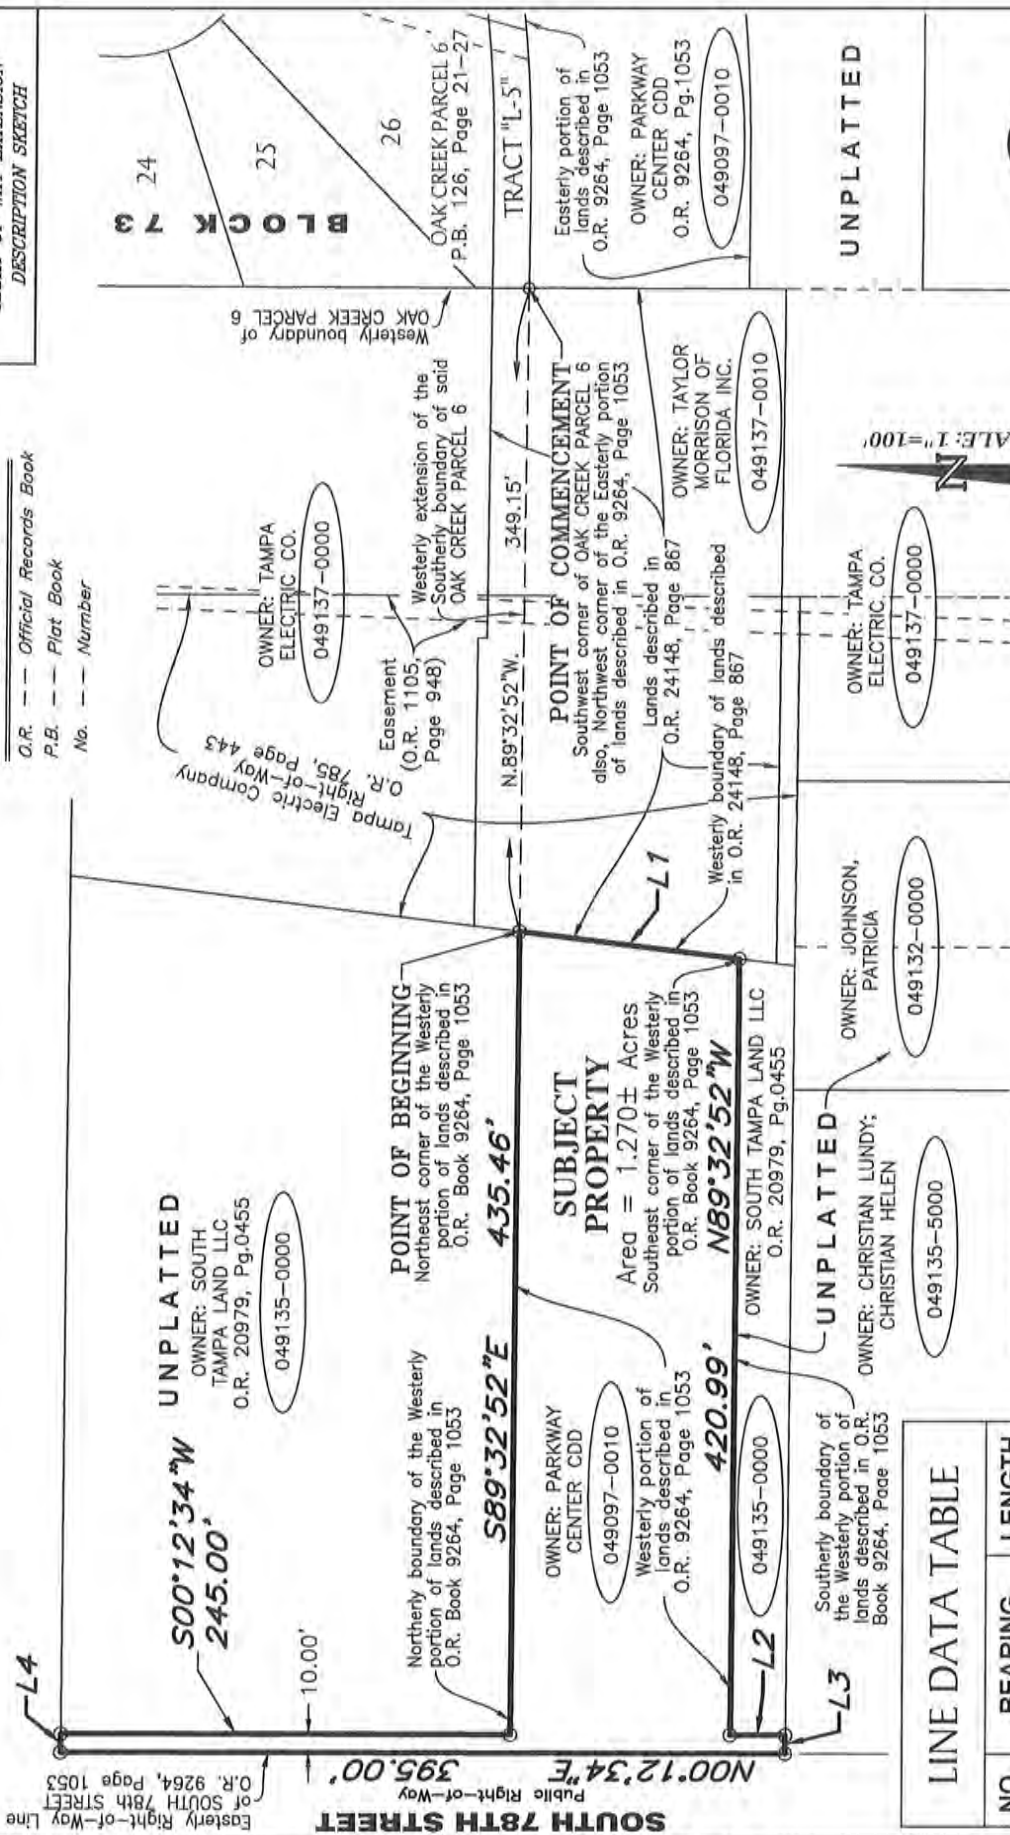 DESCRIPTION SKETCH
O.R. –– Official Records Book
P.B. –– Plat Book
No. –– Number
24
25
26
BLOCK 73
OAK CREEK PARCEL 6
P.B. 126, Page 21–27
TRACT "L-5"
Easterly portion of
lands described in
O.R. 9264, Page 1053
OWNER: PARKWAY
CENTER CDD
O.R. 9264, Pg.1053
049097–0010
UNPLATTED
Westerly boundary of
OAK CREEK PARCEL 6
OWNER: TAMPA
ELECTRIC CO.
049137–0000
Westerly extension of the
Southerly boundary of said
OAK CREEK PARCEL 6
Easement
(O.R. 1105,
Page 948)
Tampa Electric Company
Right–of–Way
O.R. 785, Page 443
N.89°32'52"W.
349.15'
POINT OF COMMENCEMENT
Southwest corner of OAK CREEK PARCEL 6
also, Northwest corner of the Easterly portion
of lands described in O.R. 9264, Page 1053
Lands described in
O.R. 24148, Page 867
OWNER: TAYLOR
MORRISON OF
FLORIDA INC.
049137–0010
Westerly boundary of lands described
in O.R. 24148, Page 867
L1
ALE: 1"=100'
N
OWNER: TAMPA
ELECTRIC CO.
049137–0000
UNPLATTED
OWNER: SOUTH
TAMPA LAND LLC
O.R. 20979, Pg.0455
049135–0000
POINT OF BEGINNING
Northeast corner of the Westerly
portion of lands described in
O.R. Book 9264, Page 1053
S89°32'52"E
435.46'
SUBJECT
PROPERTY
Area = 1.270± Acres
Southeast corner of the Westerly
portion of lands described in
O.R. Book 9264, Page 1053
N89°32'52"W
420.99'
OWNER: SOUTH TAMPA LAND LLC
O.R. 20979, Pg.0455
OWNER: JOHNSON,
PATRICIA
049132–0000
UNPLATTED
OWNER: CHRISTIAN LUNDY;
CHRISTIAN HELEN
049135–5000
S00°12'34"W
245.00'
L4
10.00'
Northerly boundary of the Westerly
portion of lands described in
O.R. Book 9264, Page 1053
OWNER: PARKWAY
CENTER CDD
049097–0010
Westerly portion of
lands described in
O.R. 9264, Page 1053
049135–0000
L2
L3
Southerly boundary of
the Westerly portion of
lands described in O.R.
Book 9264, Page 1053
Easterly Right–of–Way Line
of SOUTH 78th STREET
O.R. 9264, Page 1053
N00°12'34"E
395.00'
Public Right–of–Way
SOUTH 78TH STREET
LINE DATA TABLE
NO. BEARING LENGTH